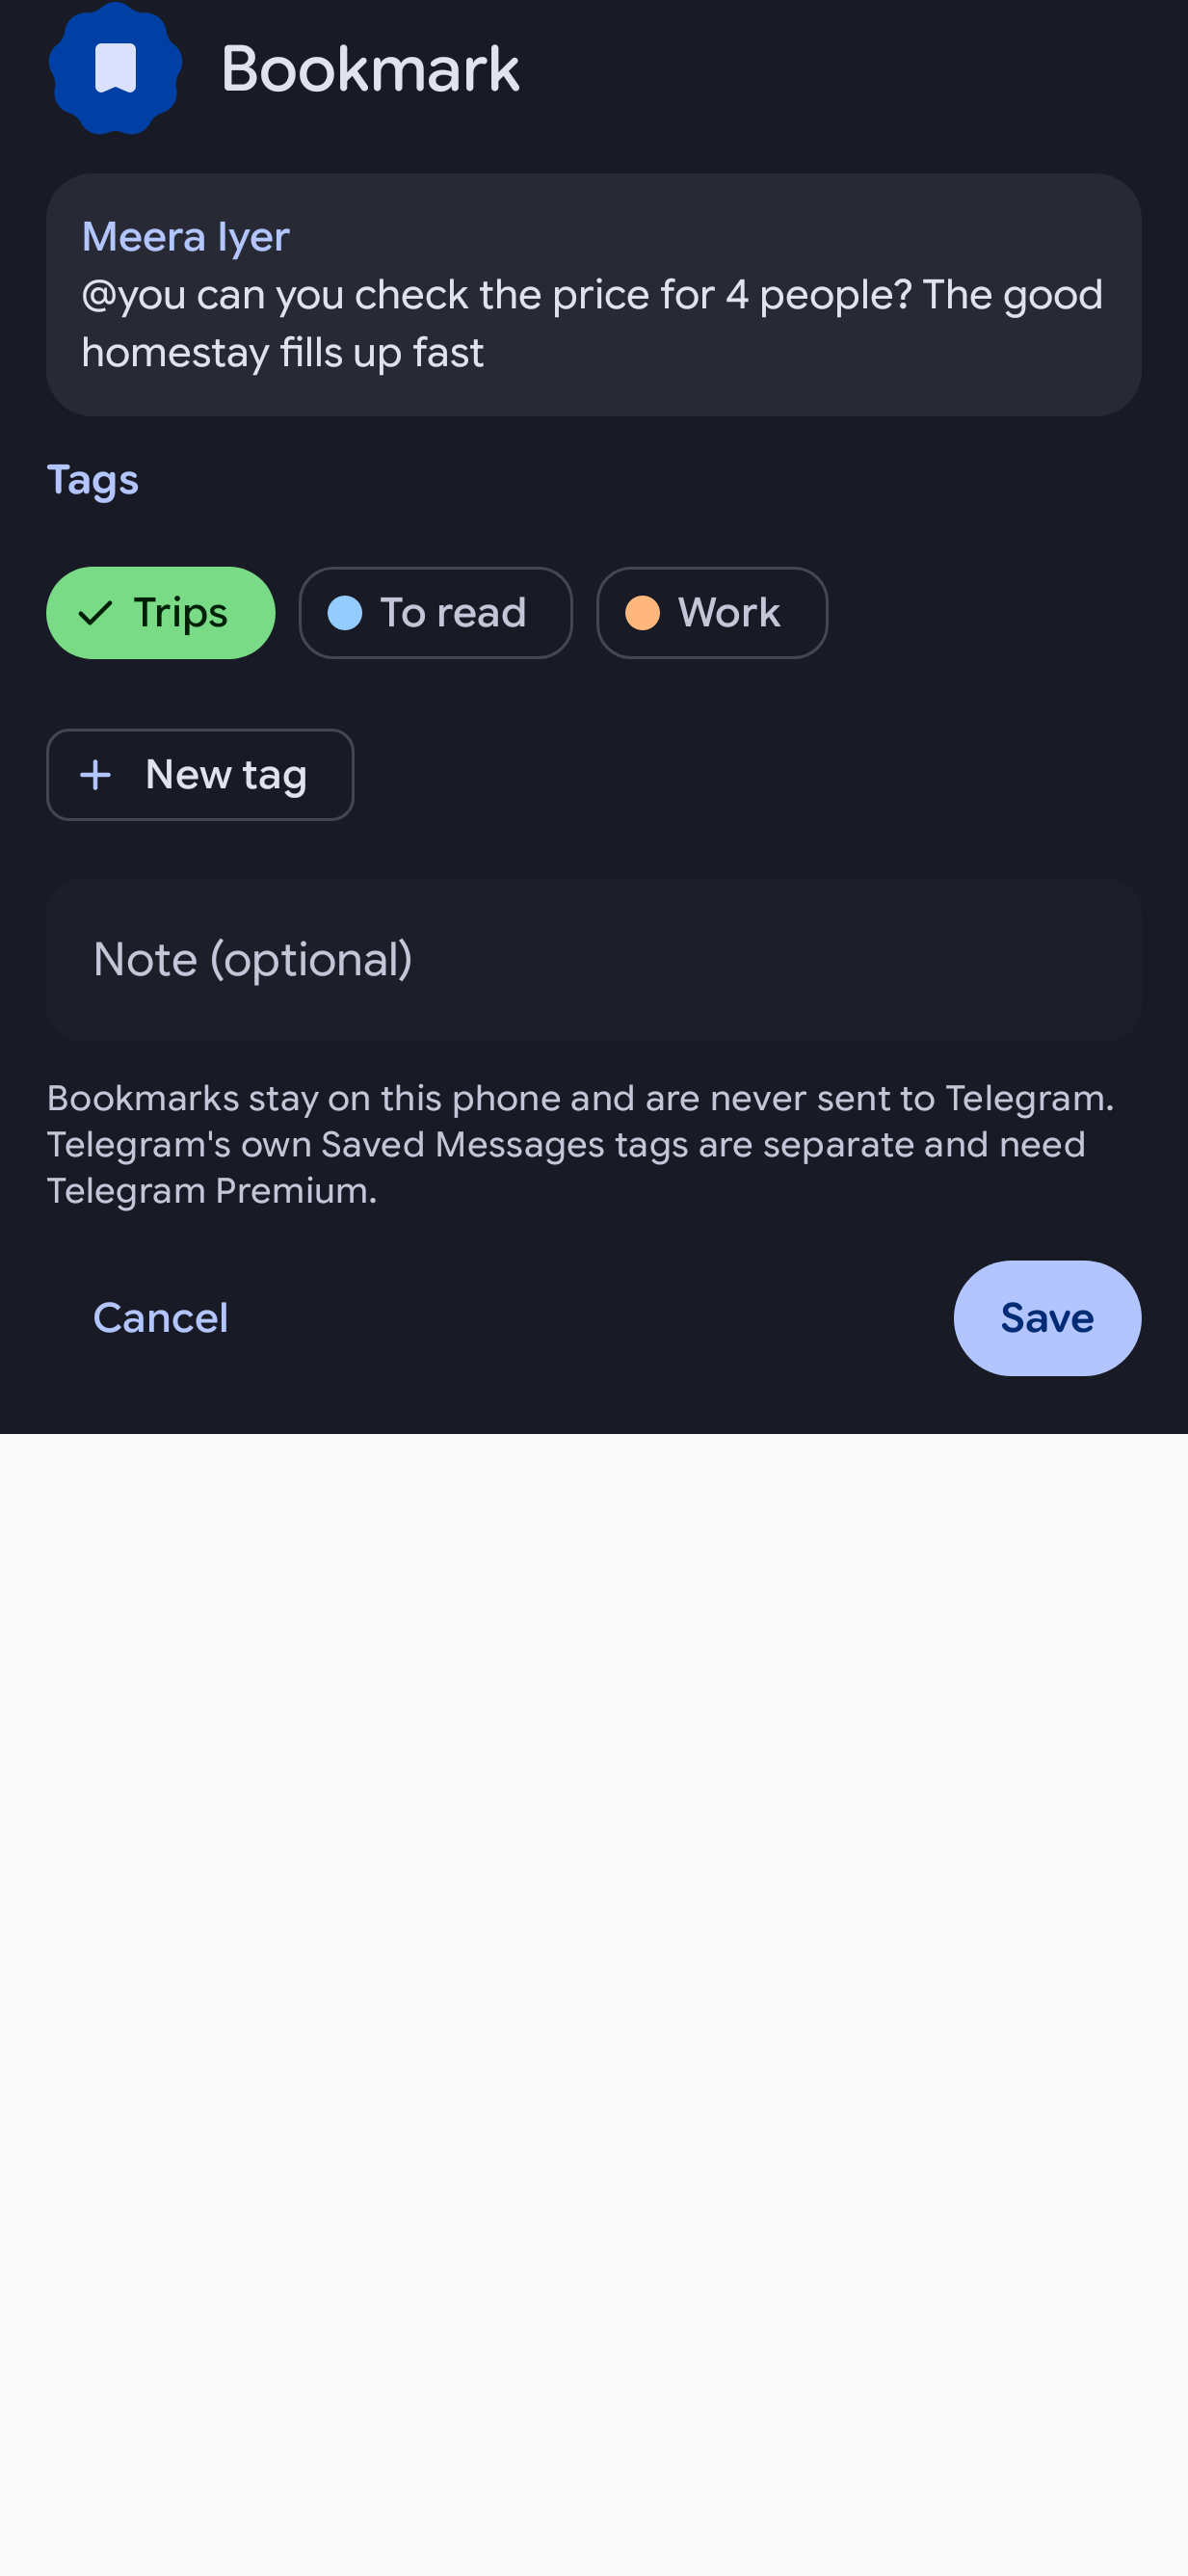 Bookmark
Meera Iyer
@you can you check the price for 4 people? The good
homestay fills up fast
Tags
Trips
To read
Work
New tag
Note (optional)
Bookmarks stay on this phone and are never sent to Telegram.
Telegram's own Saved Messages tags are separate and need
Telegram Premium.
Cancel
Save